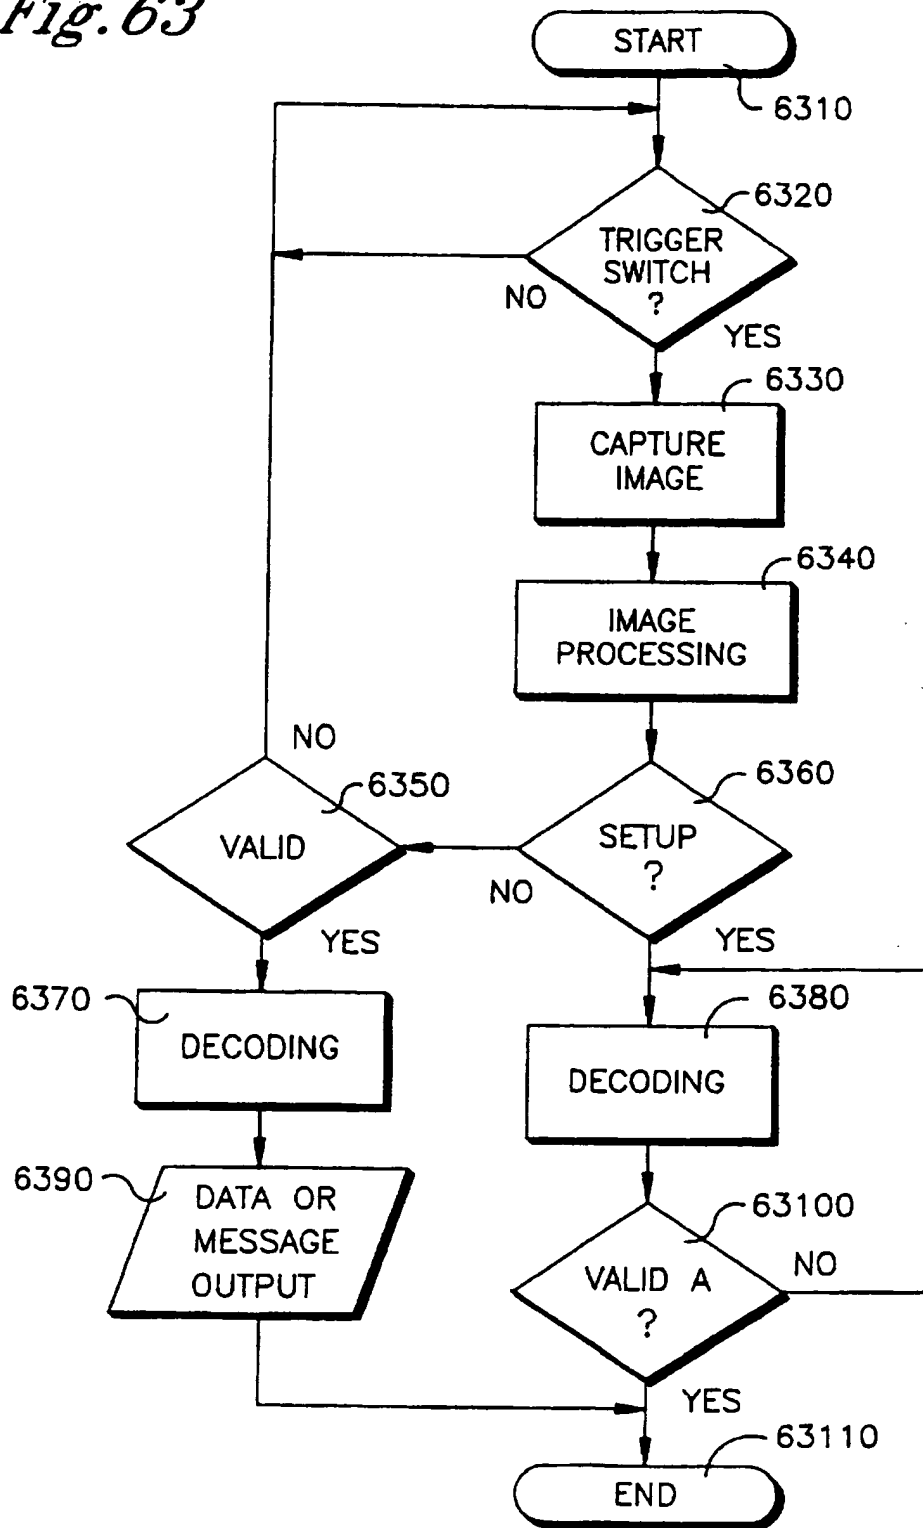 Fig. 63
START
6310
6320
TRIGGER
SWITCH
?
NO
YES
6330
CAPTURE
IMAGE
6340
IMAGE
PROCESSING
NO
6350
VALID
6360
SETUP
?
NO
YES
YES
6370
DECODING
6380
DECODING
6390
DATA OR
MESSAGE
OUTPUT
63100
VALID A
?
NO
YES
63110
END